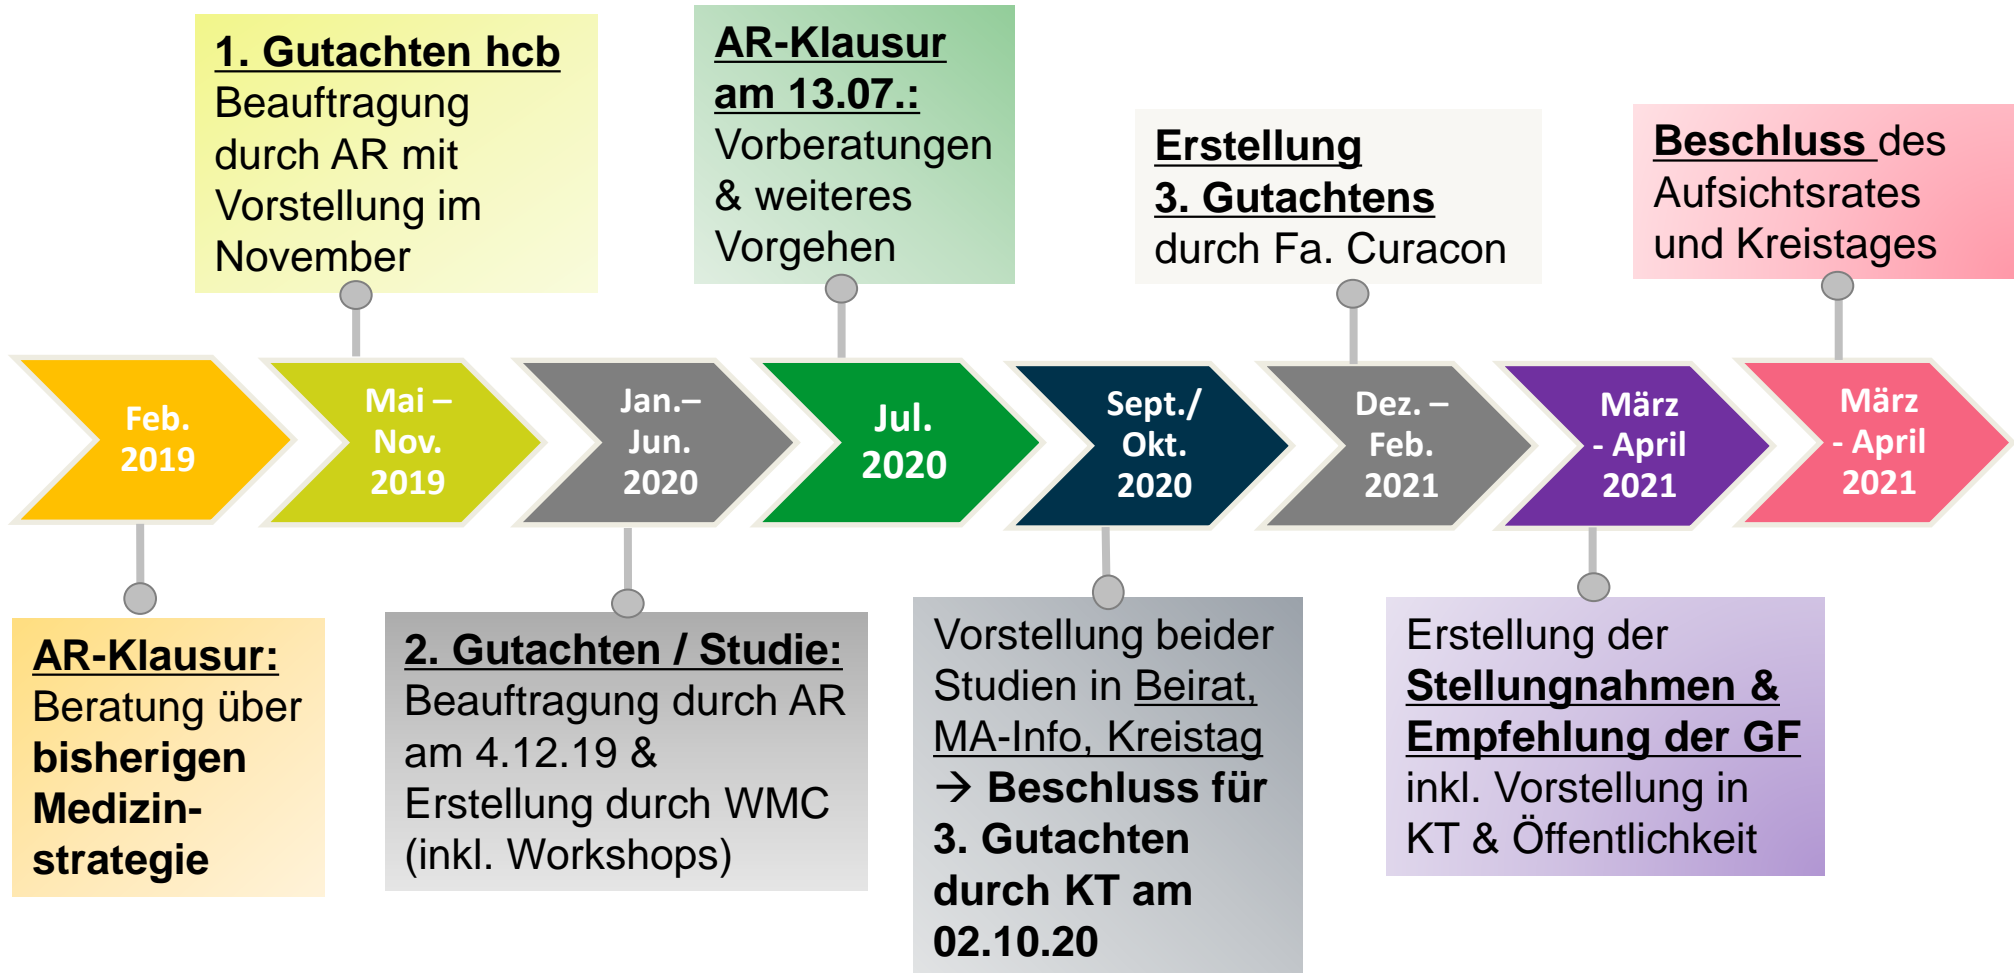 1. Gutachten hcb
Beauftragung
durch AR mit
Vorstellung im
November
AR-Klausur
am 13.07.:
Vorberatungen
& weiteres
Vorgehen
Erstellung
3. Gutachtens
durch Fa. Curacon
Beschluss des
Aufsichtsrates
und Kreistages
Feb.
2019
Mai –
Nov.
2019
Jan.–
Jun.
2020
Jul.
2020
Sept./
Okt.
2020
Dez. –
Feb.
2021
März
- April
2021
März
- April
2021
AR-Klausur:
Beratung über
bisherigen
Medizin-
strategie
2. Gutachten / Studie:
Beauftragung durch AR
am 4.12.19 &
Erstellung durch WMC
(inkl. Workshops)
Vorstellung beider
Studien in Beirat,
MA-Info, Kreistag
→ Beschluss für
3. Gutachten
durch KT am
02.10.20
Erstellung der
Stellungnahmen &
Empfehlung der GF
inkl. Vorstellung in
KT & Öffentlichkeit